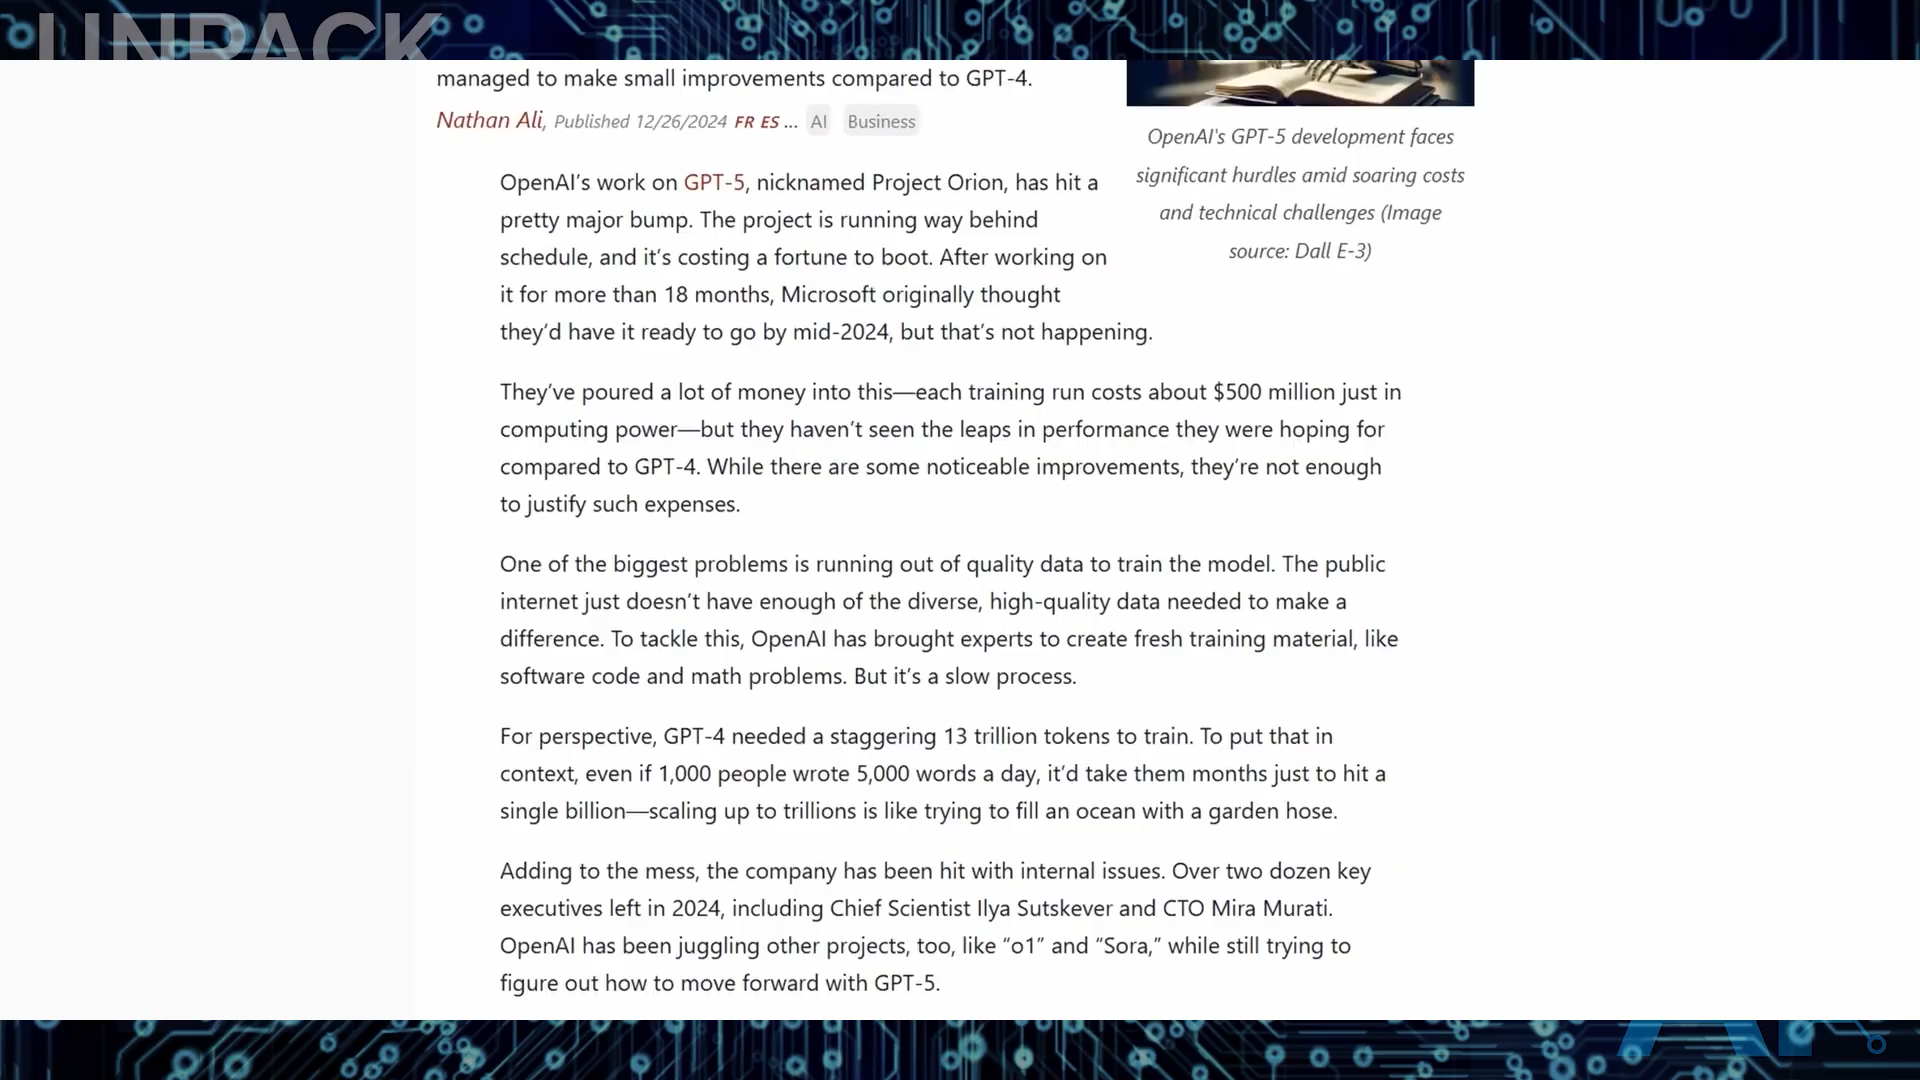 UNPACK
managed to make small improvements compared to GPT-4.
Nathan Ali, Published 12/26/2024 FR ES ... AI Business
OpenAI's GPT-5 development faces
significant hurdles amid soaring costs
and technical challenges (Image
source: Dall E-3)
OpenAI’s work on GPT-5, nicknamed Project Orion, has hit a
pretty major bump. The project is running way behind
schedule, and it’s costing a fortune to boot. After working on
it for more than 18 months, Microsoft originally thought
they’d have it ready to go by mid-2024, but that’s not happening.
They’ve poured a lot of money into this—each training run costs about $500 million just in
computing power—but they haven’t seen the leaps in performance they were hoping for
compared to GPT-4. While there are some noticeable improvements, they’re not enough
to justify such expenses.
One of the biggest problems is running out of quality data to train the model. The public
internet just doesn’t have enough of the diverse, high-quality data needed to make a
difference. To tackle this, OpenAI has brought experts to create fresh training material, like
software code and math problems. But it’s a slow process.
For perspective, GPT-4 needed a staggering 13 trillion tokens to train. To put that in
context, even if 1,000 people wrote 5,000 words a day, it’d take them months just to hit a
single billion—scaling up to trillions is like trying to fill an ocean with a garden hose.
Adding to the mess, the company has been hit with internal issues. Over two dozen key
executives left in 2024, including Chief Scientist Ilya Sutskever and CTO Mira Murati.
OpenAI has been juggling other projects, too, like “o1” and “Sora,” while still trying to
figure out how to move forward with GPT-5.